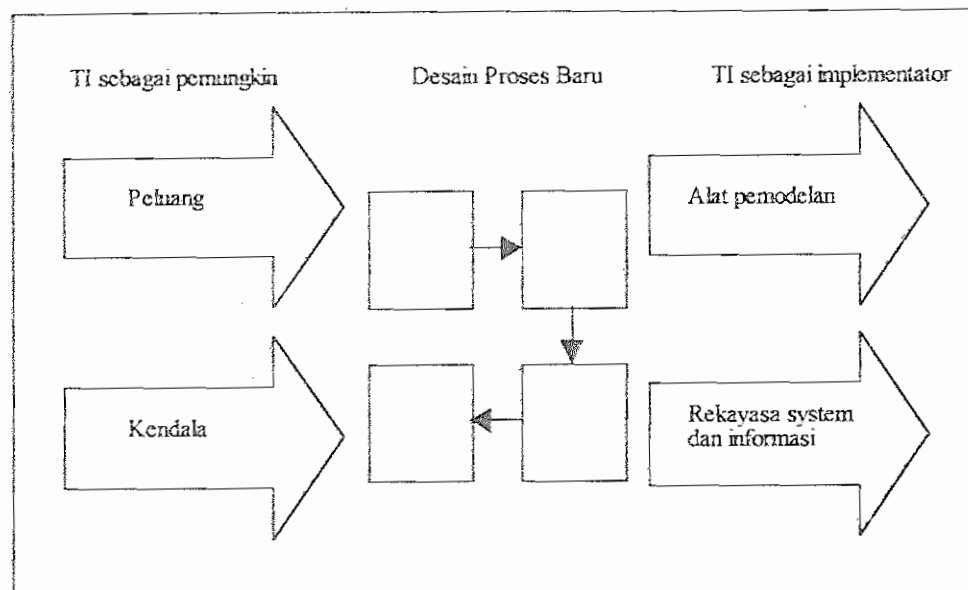 TI sebagai pemungkin
Desain Proses Baru
TI sebagai implementator
Peluang
Alat pemodelan
Kendala
Rekayasa system
dan informasi